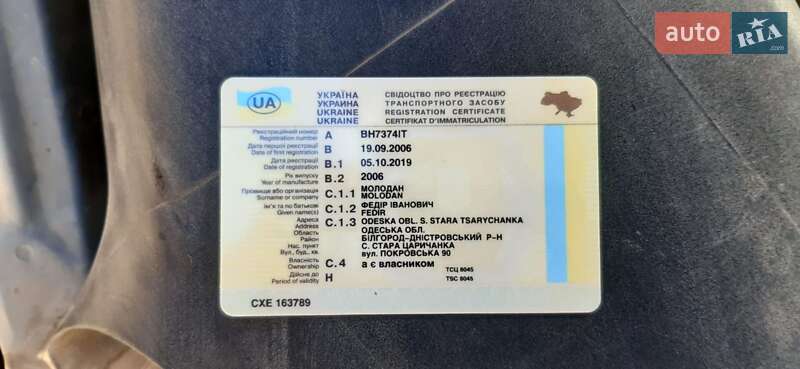 auto RIA
UA
УКРАЇНА
УКРАИНА
UKRAINE
UKRAINE
СВІДОЦТВО ПРО РЕЄСТРАЦІЮ
ТРАНСПОРТНОГО ЗАСОБУ
REGISTRATION CERTIFICATE
CERTIFIKAT D'IMMATRICULATION
Реєстраційний номер
Registration number A BH7374IT
Дата першої реєстрації
Date of first registration B 19.09.2006
Дата реєстрації
Date of registration B.1 05.10.2019
Рік випуску
Year of manufacture B.2 2006
Прізвище або організація
Surname or company C.1.1 МОЛОДАН
MOLODAN
Ім'я та по батькові
Given name(s) C.1.2 ФЕДІР ІВАНОВИЧ
FEDIR
Адреса
Address C.1.3 ODESKA OBL. S. STARA TSARYCHANKA
Область ОДЕСЬКА ОБЛ.
Район БІЛГОРОД-ДНІСТРОВСЬКИЙ Р-Н
Нас. пункт С. СТАРА ЦАРИЧАНКА
Вул., буд., кв. вул. ПОКРОВСЬКА 90
Власність
Ownership C.4 а є власником
ТСЦ 8045
Дійсне до
Period of validity H
TSC 8045
СХЕ 163789